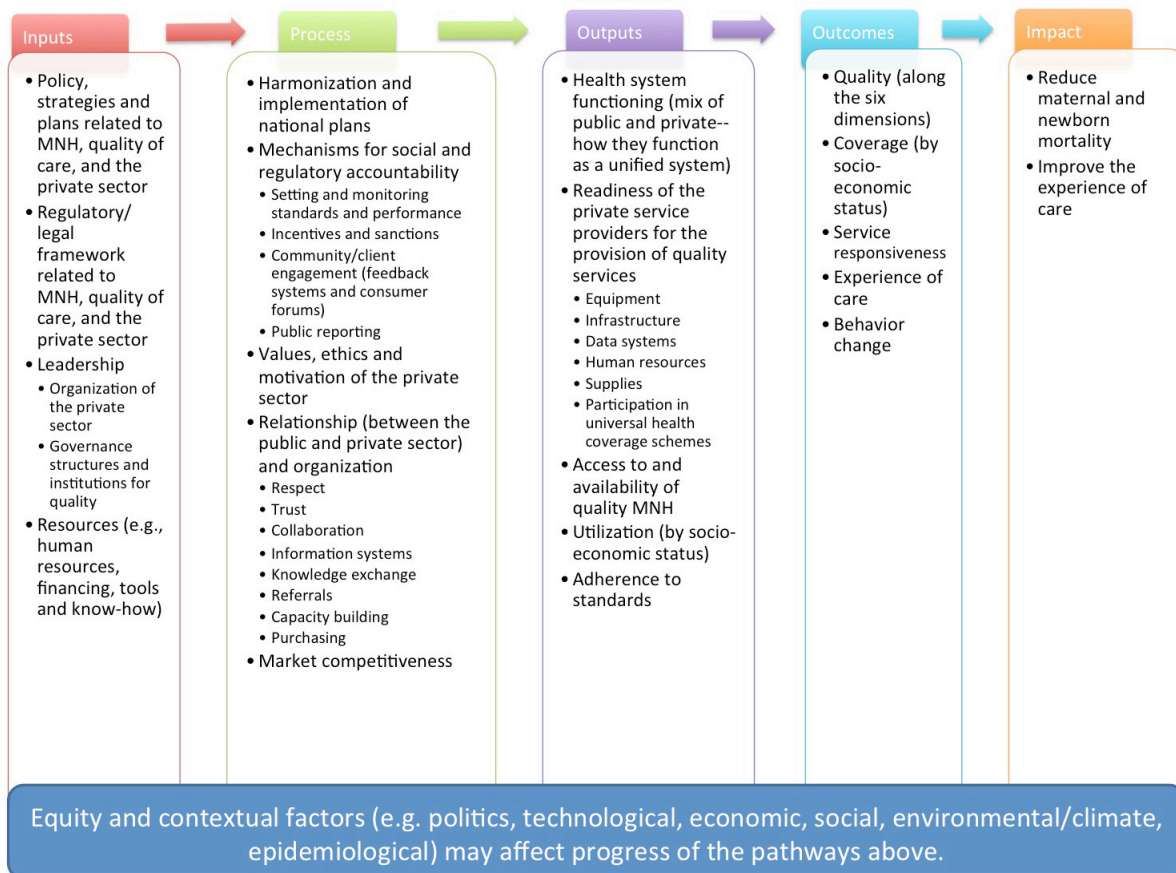 Inputs
• Policy,
strategies and
plans related to
MNH, quality of
care, and the
private sector
• Regulatory/
legal
framework
related to
MNH, quality of
care, and the
private sector
• Leadership
• Organization of
the private
sector
• Governance
structures and
institutions for
quality
• Resources (e.g.,
human
resources,
financing, tools
and know-how)
Process
• Harmonization and
implementation of
national plans
• Mechanisms for social and
regulatory accountability
• Setting and monitoring
standards and performance
• Incentives and sanctions
• Community/client
engagement (feedback
systems and consumer
forums)
• Public reporting
• Values, ethics and
motivation of the private
sector
• Relationship (between the
public and private sector)
and organization
• Respect
• Trust
• Collaboration
• Information systems
• Knowledge exchange
• Referrals
• Capacity building
• Purchasing
• Market competitiveness
Outputs
• Health system
functioning (mix of
public and private--
how they function
as a unified system)
• Readiness of the
private service
providers for the
provision of quality
services
• Equipment
• Infrastructure
• Data systems
• Human resources
• Supplies
• Participation in
universal health
coverage schemes
• Access to and
availability of
quality MNH
• Utilization (by socio-
economic status)
• Adherence to
standards
Outcomes
• Quality (along
the six
dimensions)
• Coverage (by
socio-
economic
status)
• Service
responsiveness
• Experience of
care
• Behavior
change
Impact
• Reduce
maternal and
newborn
mortality
• Improve the
experience of
care
Equity and contextual factors (e.g. politics, technological, economic, social, environmental/climate,
epidemiological) may affect progress of the pathways above.